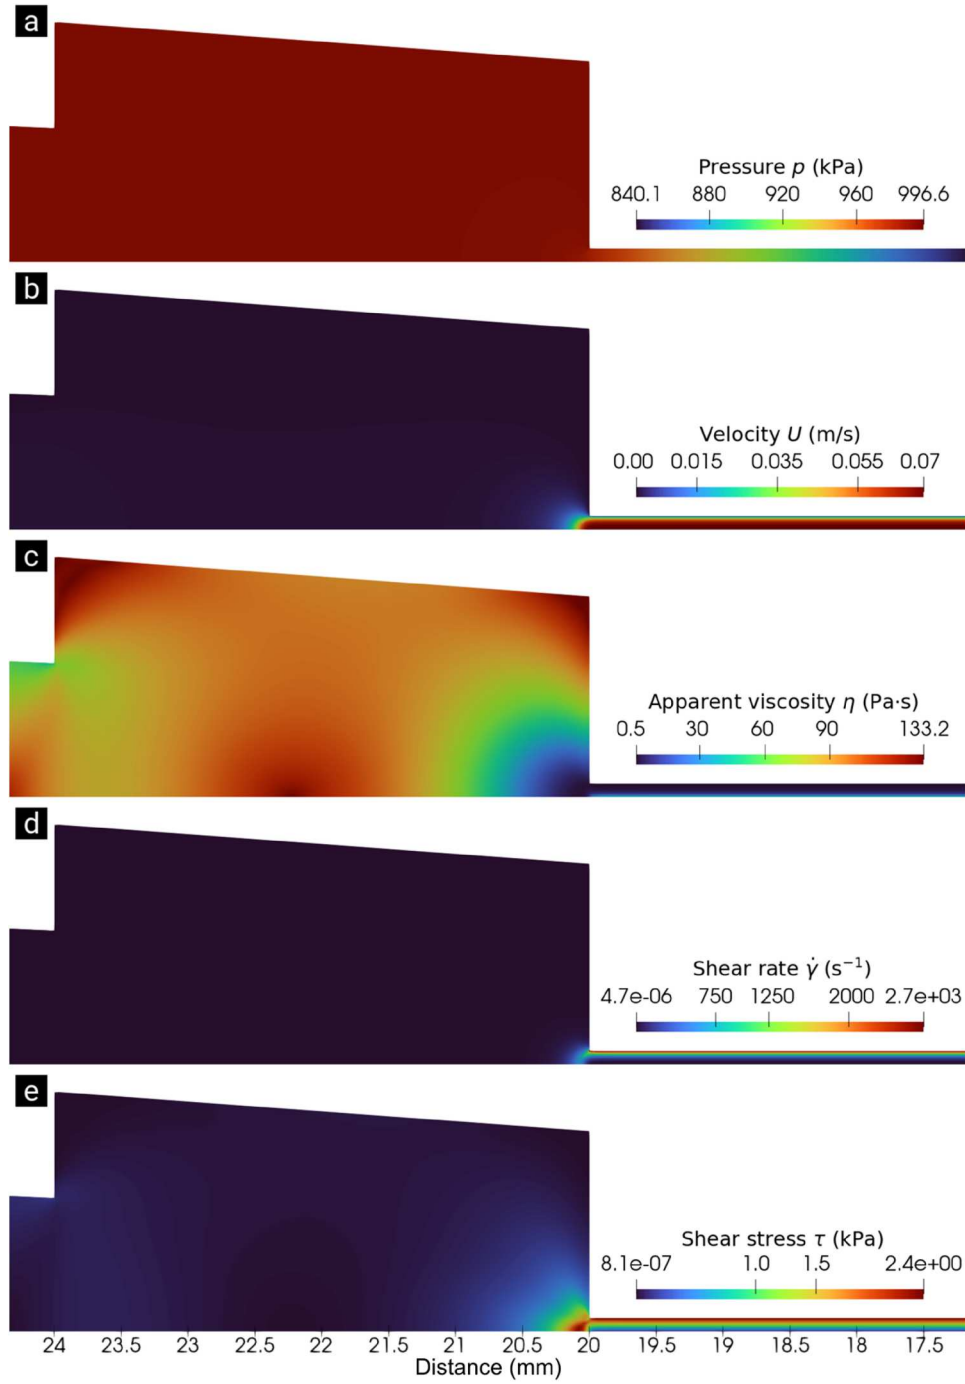 a
Pressure p (kPa)
840.1 880 920 960 996.6
b
Velocity U (m/s)
0.00 0.015 0.035 0.055 0.07
c
Apparent viscosity η (Pa·s)
0.5 30 60 90 133.2
d
Shear rate γ̇ (s⁻¹)
4.7e-06 750 1250 2000 2.7e+03
e
Shear stress τ (kPa)
8.1e-07 1.0 1.5 2.4e+00
24 23.5 23 22.5 22 21.5 21 20.5 20 19.5 19 18.5 18 17.5
Distance (mm)